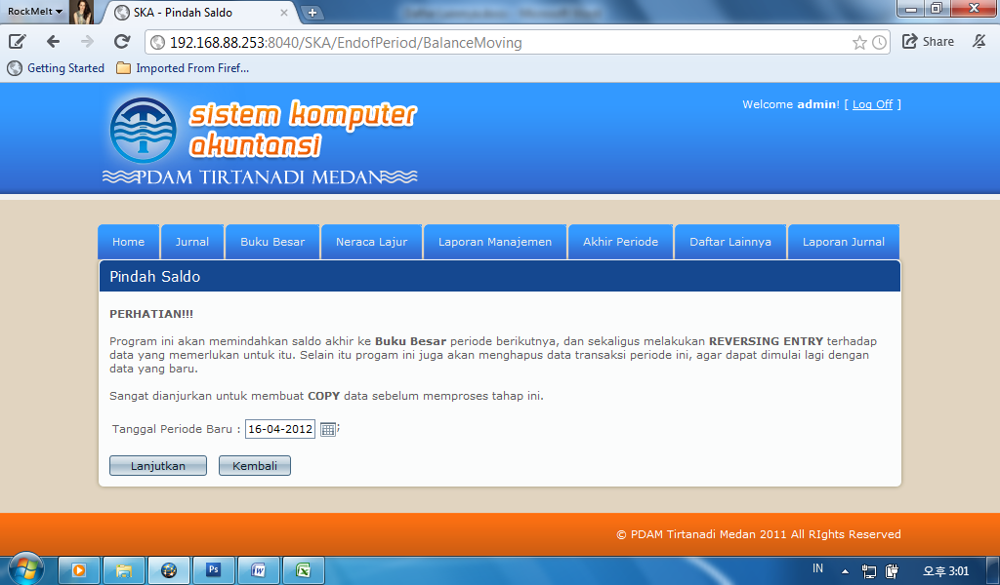 RockMelt
SKA - Pindah Saldo
192.168.88.253:8040/SKA/EndofPeriod/BalanceMoving
Share
Getting Started
Imported From Firef...
sistem komputer
akuntansi
PDAM TIRTANADI MEDAN
Welcome admin! [ Log Off ]
Home
Jurnal
Buku Besar
Neraca Lajur
Laporan Manajemen
Akhir Periode
Daftar Lainnya
Laporan Jurnal
Pindah Saldo
PERHATIAN!!!
Program ini akan memindahkan saldo akhir ke Buku Besar periode berikutnya, dan sekaligus melakukan REVERSING ENTRY terhadap
data yang memerlukan untuk itu. Selain itu progam ini juga akan menghapus data transaksi periode ini, agar dapat dimulai lagi dengan
data yang baru.
Sangat dianjurkan untuk membuat COPY data sebelum memproses tahap ini.
Tanggal Periode Baru : 16-04-2012 ;
Lanjutkan
Kembali
© PDAM Tirtanadi Medan 2011 All RIghts Reserved
Ps
IN
오후 3:01